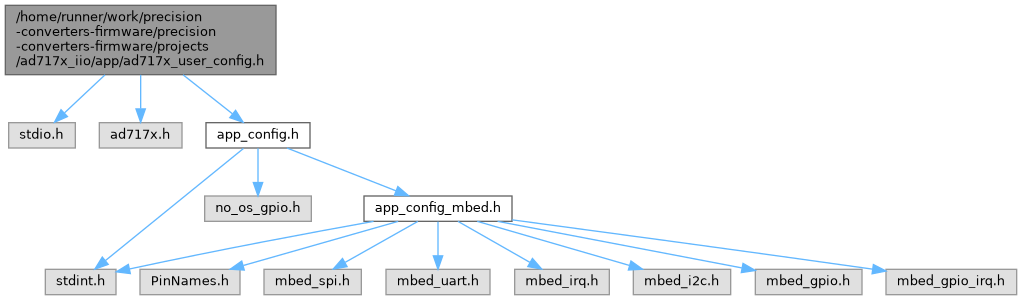 /home/runner/work/precision
-converters-firmware/precision
-converters-firmware/projects
/ad717x_iio/app/ad717x_user_config.h
stdio.h
ad717x.h
app_config.h
no_os_gpio.h
app_config_mbed.h
stdint.h
PinNames.h
mbed_spi.h
mbed_uart.h
mbed_irq.h
mbed_i2c.h
mbed_gpio.h
mbed_gpio_irq.h